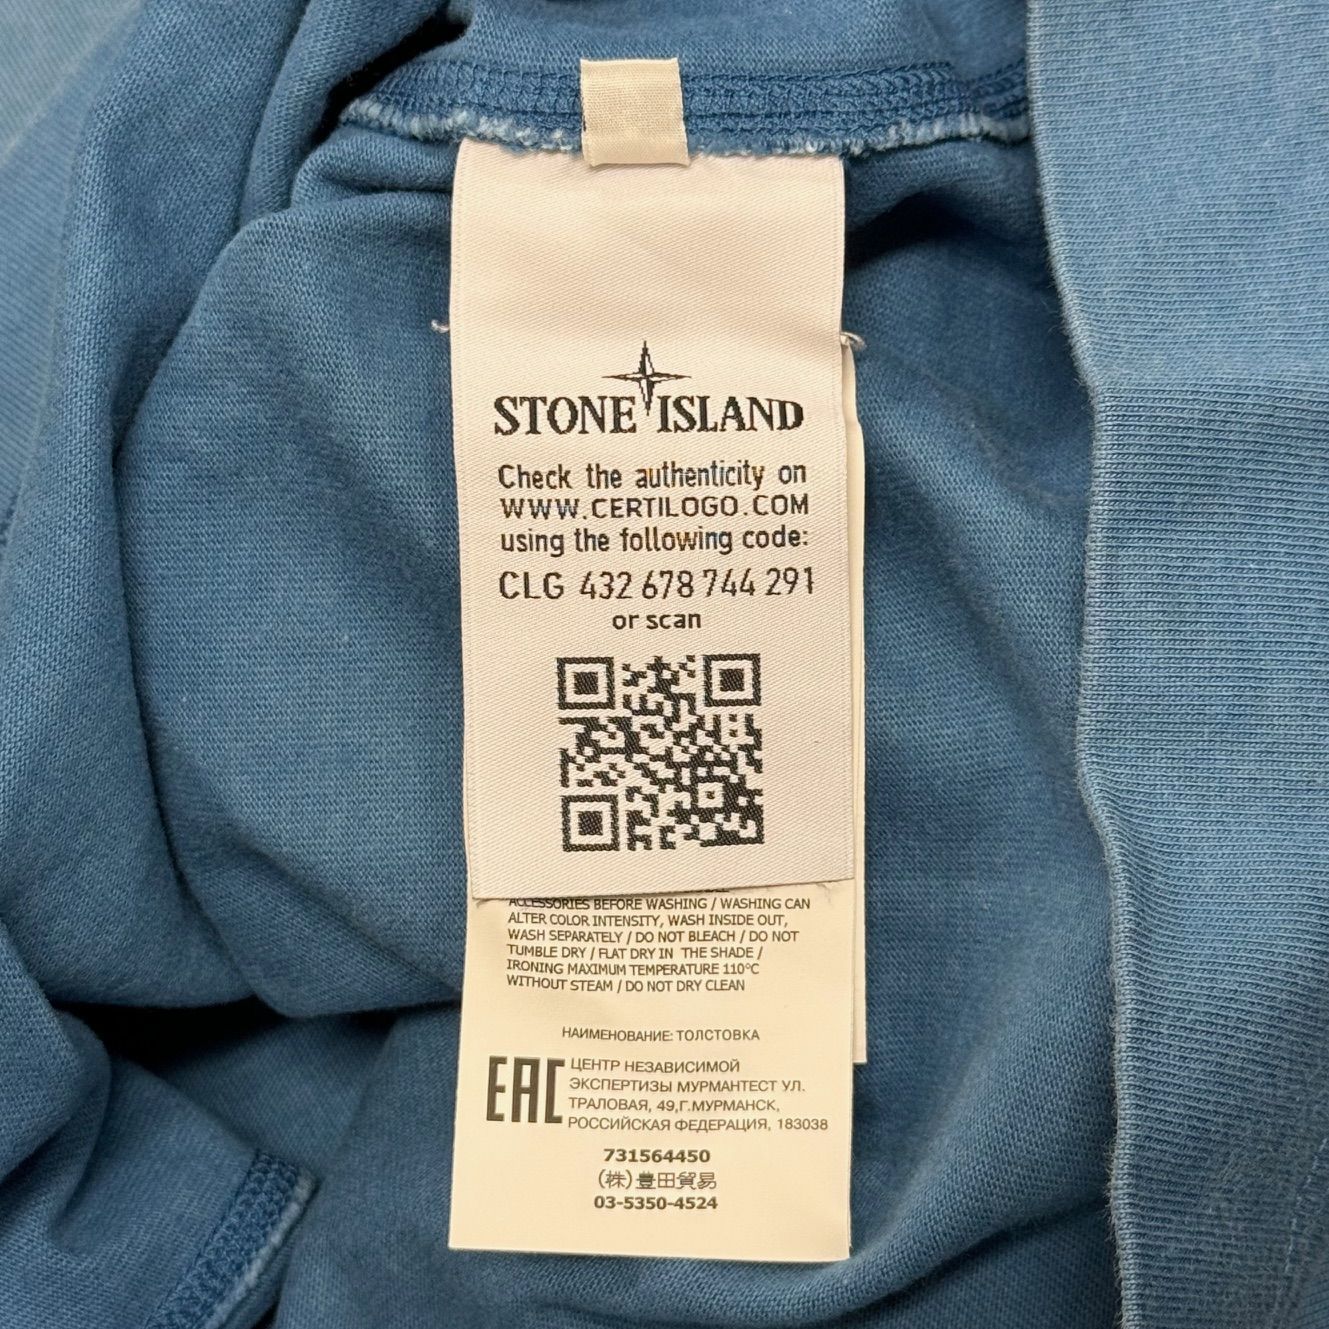 STONE ISLAND
Check the authenticity on
WWW.CERTILOGO.COM
using the following code:
CLG 432 678 744 291
or scan
ACCESSORIES BEFORE WASHING / WASHING CAN
ALTER COLOR INTENSITY, WASH INSIDE OUT,
WASH SEPARATELY / DO NOT BLEACH / DO NOT
TUMBLE DRY / FLAT DRY IN THE SHADE /
IRONING MAXIMUM TEMPERATURE 110°C
WITHOUT STEAM / DO NOT DRY CLEAN
НАИМЕНОВАНИЕ: ТОЛСТОВКА
EAC
ЦЕНТР НЕЗАВИСИМОЙ
ЭКСПЕРТИЗЫ МУРМАНТЕСТ УЛ.
ТРАЛОВАЯ, 49,Г.МУРМАНСК,
РОССИЙСКАЯ ФЕДЕРАЦИЯ, 183038
731564450
(株)豊田貿易
03-5350-4524